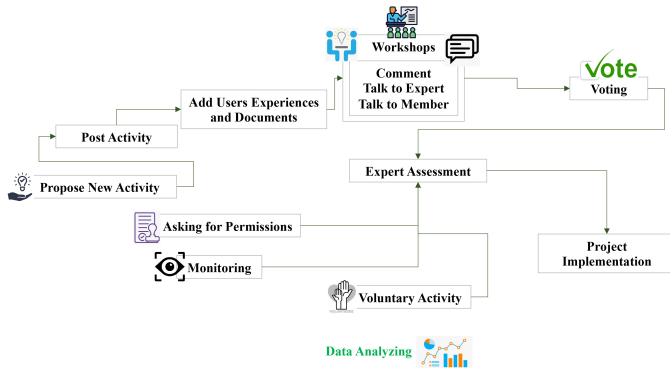 Workshops
Comment
Talk to Expert
Talk to Member
Vote
Voting
Add Users Experiences
and Documents
Post Activity
Propose New Activity
Expert Assessment
Asking for Permissions
Monitoring
Voluntary Activity
Project
Implementation
Data Analyzing